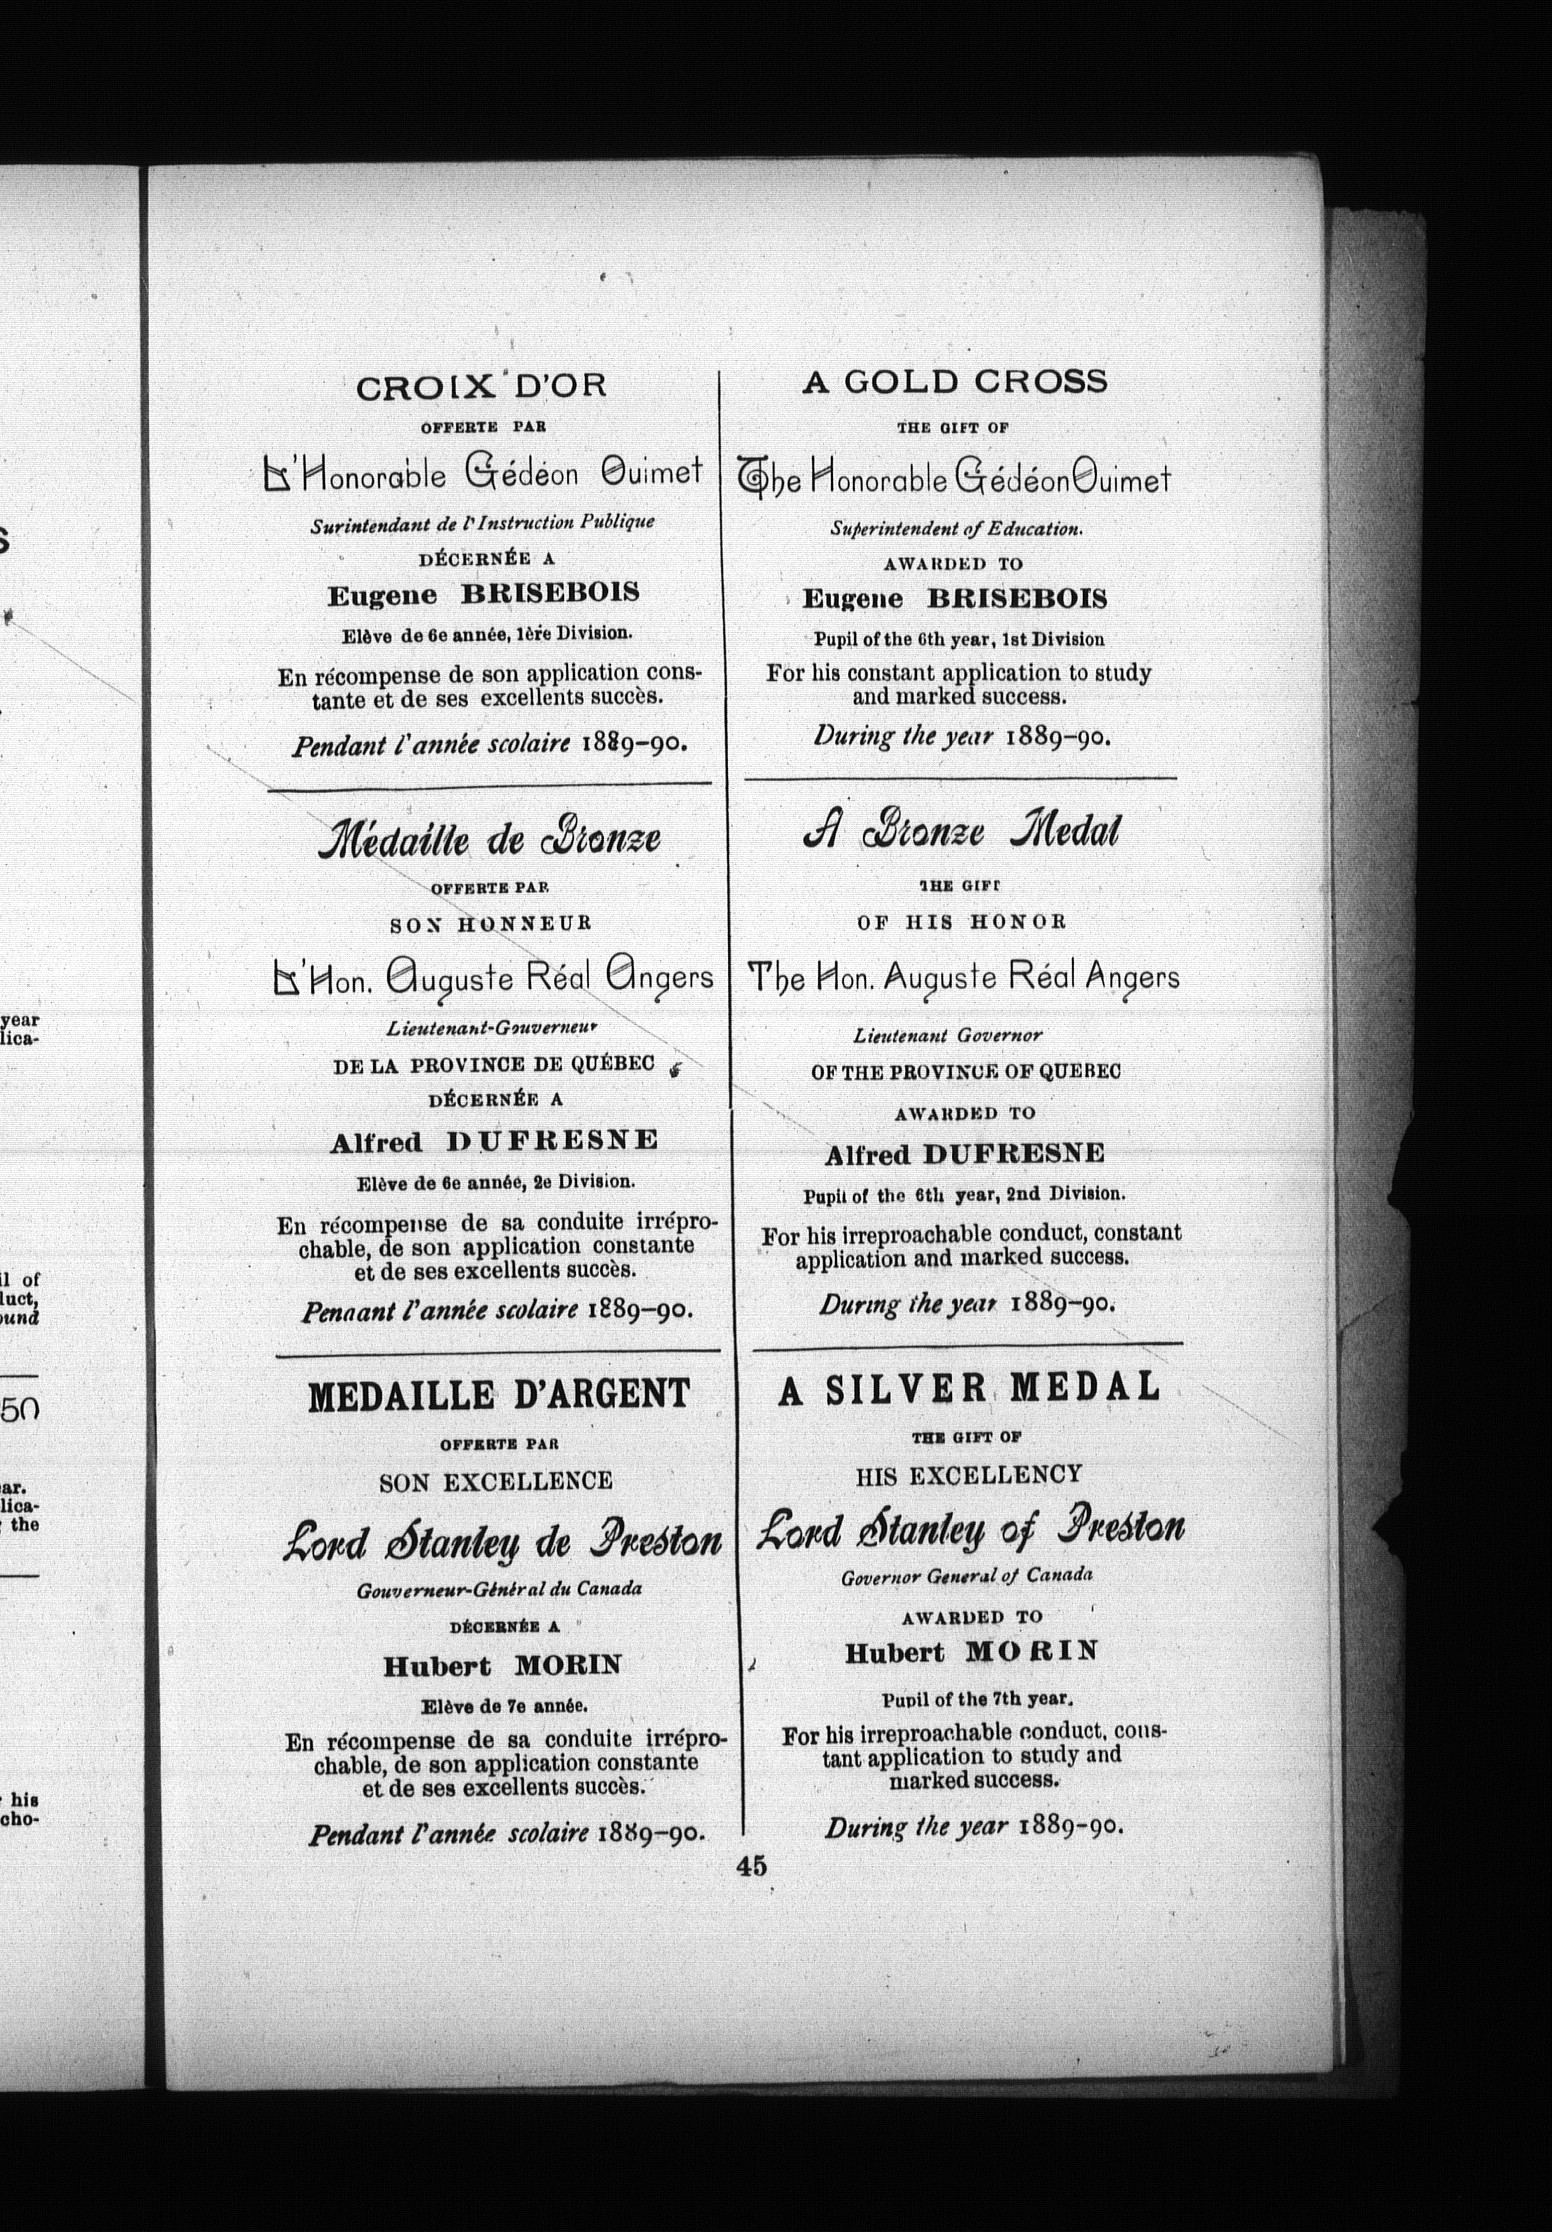 CROIX D'OR
OFFERTE PAR
L'Honorable Gédéon Ouimet
Surintendant de l'Instruction Publique
DÉCERNÉE A
Eugene BRISEBOIS
Elève de 6e année, 1ère Division.
En récompense de son application cons-
tante et de ses excellents succès.
Pendant l'année scolaire 1889-90.
Médaille de Bronze
OFFERTE PAR
SON HONNEUR
L'Hon. Auguste Réal Angers
Lieutenant-Gouverneur
DE LA PROVINCE DE QUÉBEC
DÉCERNÉE A
Alfred DUFRESNE
Elève de 6e année, 2e Division.
En récompense de sa conduite irrépro-
chable, de son application constante
et de ses excellents succès.
Pendant l'année scolaire 1889-90.
MEDAILLE D'ARGENT
OFFERTE PAR
SON EXCELLENCE
Lord Stanley de Preston
Gouverneur-Général du Canada
DÉCERNÉE A
Hubert MORIN
Elève de 7e année.
En récompense de sa conduite irrépro-
chable, de son application constante
et de ses excellents succès.
Pendant l'année scolaire 1889-90.
A GOLD CROSS
THE GIFT OF
The Honorable Gédéon Ouimet
Superintendent of Education.
AWARDED TO
Eugene BRISEBOIS
Pupil of the 6th year, 1st Division
For his constant application to study
and marked success.
During the year 1889-90.
A Bronze Medal
THE GIFT
OF HIS HONOR
The Hon. Auguste Réal Angers
Lieutenant Governor
OF THE PROVINCE OF QUEBEC
AWARDED TO
Alfred DUFRESNE
Pupil of the 6th year, 2nd Division.
For his irreproachable conduct, constant
application and marked success.
During the year 1889-90.
A SILVER MEDAL
THE GIFT OF
HIS EXCELLENCY
Lord Stanley of Preston
Governor General of Canada
AWARDED TO
Hubert MORIN
Pupil of the 7th year.
For his irreproachable conduct, cons-
tant application to study and
marked success.
During the year 1889-90.
45